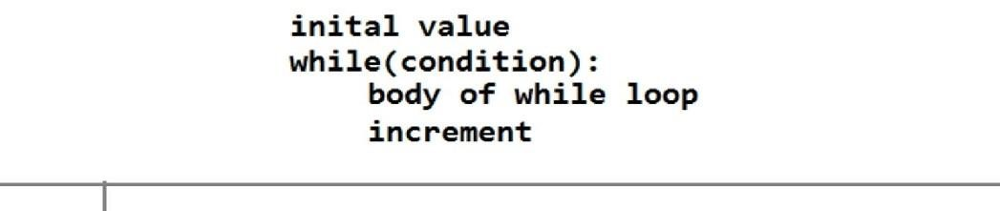 inital value
while(condition):
body of while loop
increment